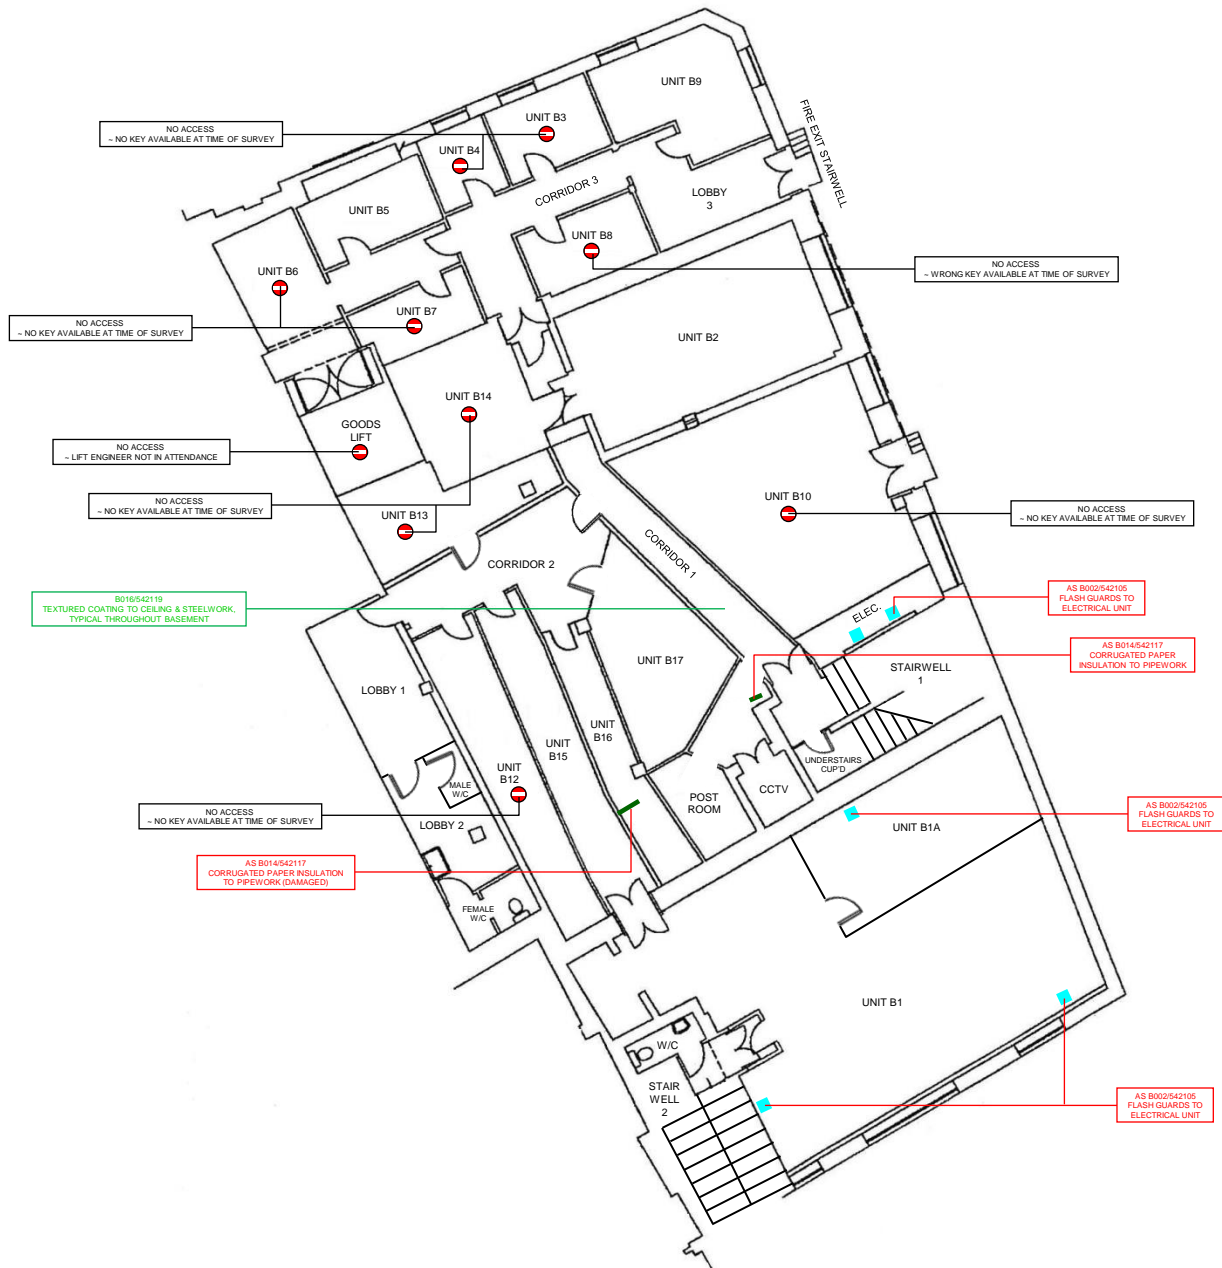 UNIT B9
FIRE EXIT STAIRWELL
UNIT B3
NO ACCESS
~ NO KEY AVAILABLE AT TIME OF SURVEY
UNIT B4
CORRIDOR 3
LOBBY
3
UNIT B5
UNIT B8
UNIT B6
NO ACCESS
~ WRONG KEY AVAILABLE AT TIME OF SURVEY
UNIT B7
NO ACCESS
~ NO KEY AVAILABLE AT TIME OF SURVEY
UNIT B2
UNIT B14
GOODS
LIFT
NO ACCESS
~ LIFT ENGINEER NOT IN ATTENDANCE
NO ACCESS
~ NO KEY AVAILABLE AT TIME OF SURVEY
UNIT B13
UNIT B10
NO ACCESS
~ NO KEY AVAILABLE AT TIME OF SURVEY
CORRIDOR 1
CORRIDOR 2
B016/542119
TEXTURED COATING TO CEILING & STEELWORK,
TYPICAL THROUGHOUT BASEMENT
ELEC.
AS B002/542105
FLASH GUARDS TO
ELECTRICAL UNIT
AS B014/542117
CORRUGATED PAPER
INSULATION TO PIPEWORK
UNIT B17
STAIRWELL
1
LOBBY 1
UNIT
B16
UNIT
B15
UNIT
B12
UNDERSTAIRS
CUP'D
MALE
W/C
CCTV
POST
ROOM
NO ACCESS
~ NO KEY AVAILABLE AT TIME OF SURVEY
LOBBY 2
UNIT B1A
AS B002/542105
FLASH GUARDS TO
ELECTRICAL UNIT
AS B014/542117
CORRUGATED PAPER INSULATION
TO PIPEWORK (DAMAGED)
FEMALE
W/C
UNIT B1
W/C
STAIR
WELL
2
AS B002/542105
FLASH GUARDS TO
ELECTRICAL UNIT